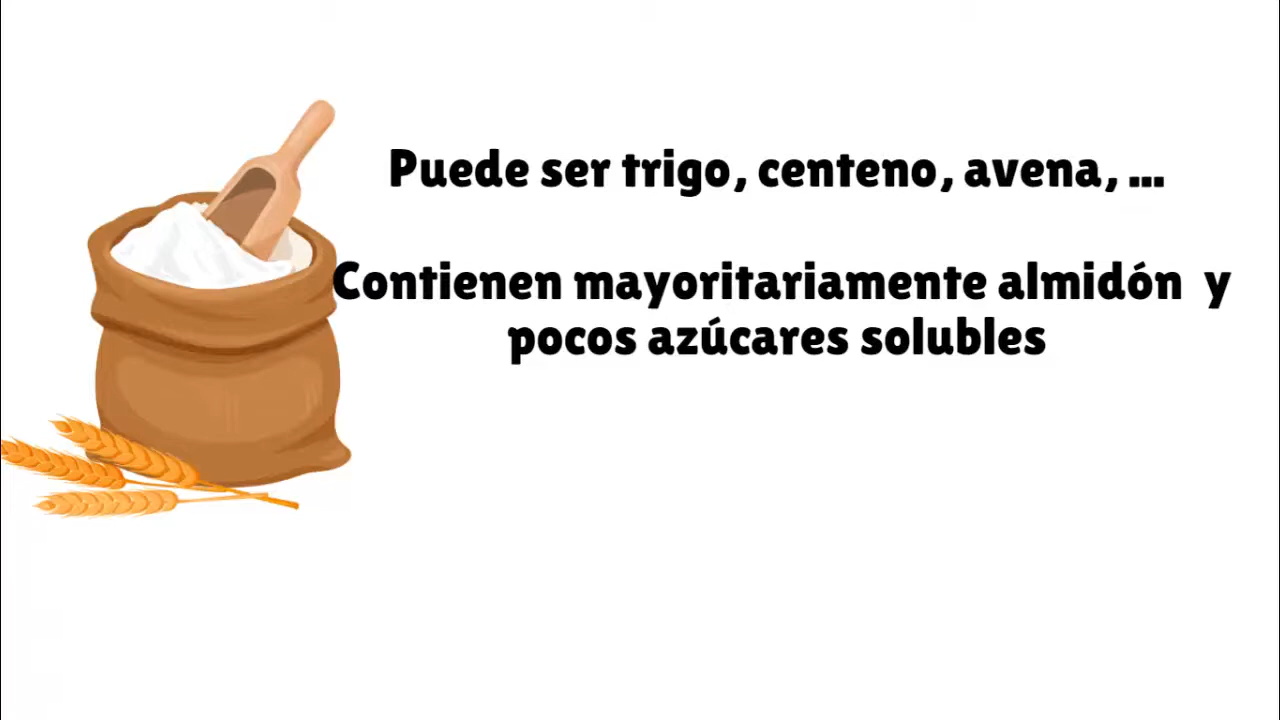 Puede ser trigo, centeno, avena, ...
Contienen mayoritariamente almidón y
pocos azúcares solubles